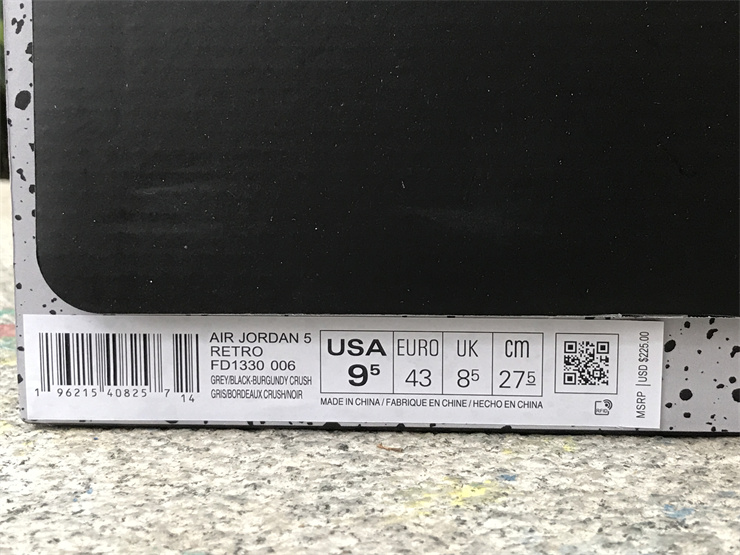 AIR JORDAN 5
RETRO
FD1330 006
GREY/BLACK-BURGUNDY CRUSH
GRIS/BORDEAUX CRUSH/NOIR
1 96215 40825 7 14
USA EURO UK cm
9⁵ 43 8⁵ 27⁵
MADE IN CHINA / FABRIQUE EN CHINE / HECHO EN CHINA
RFID
MSRP USD $225.00